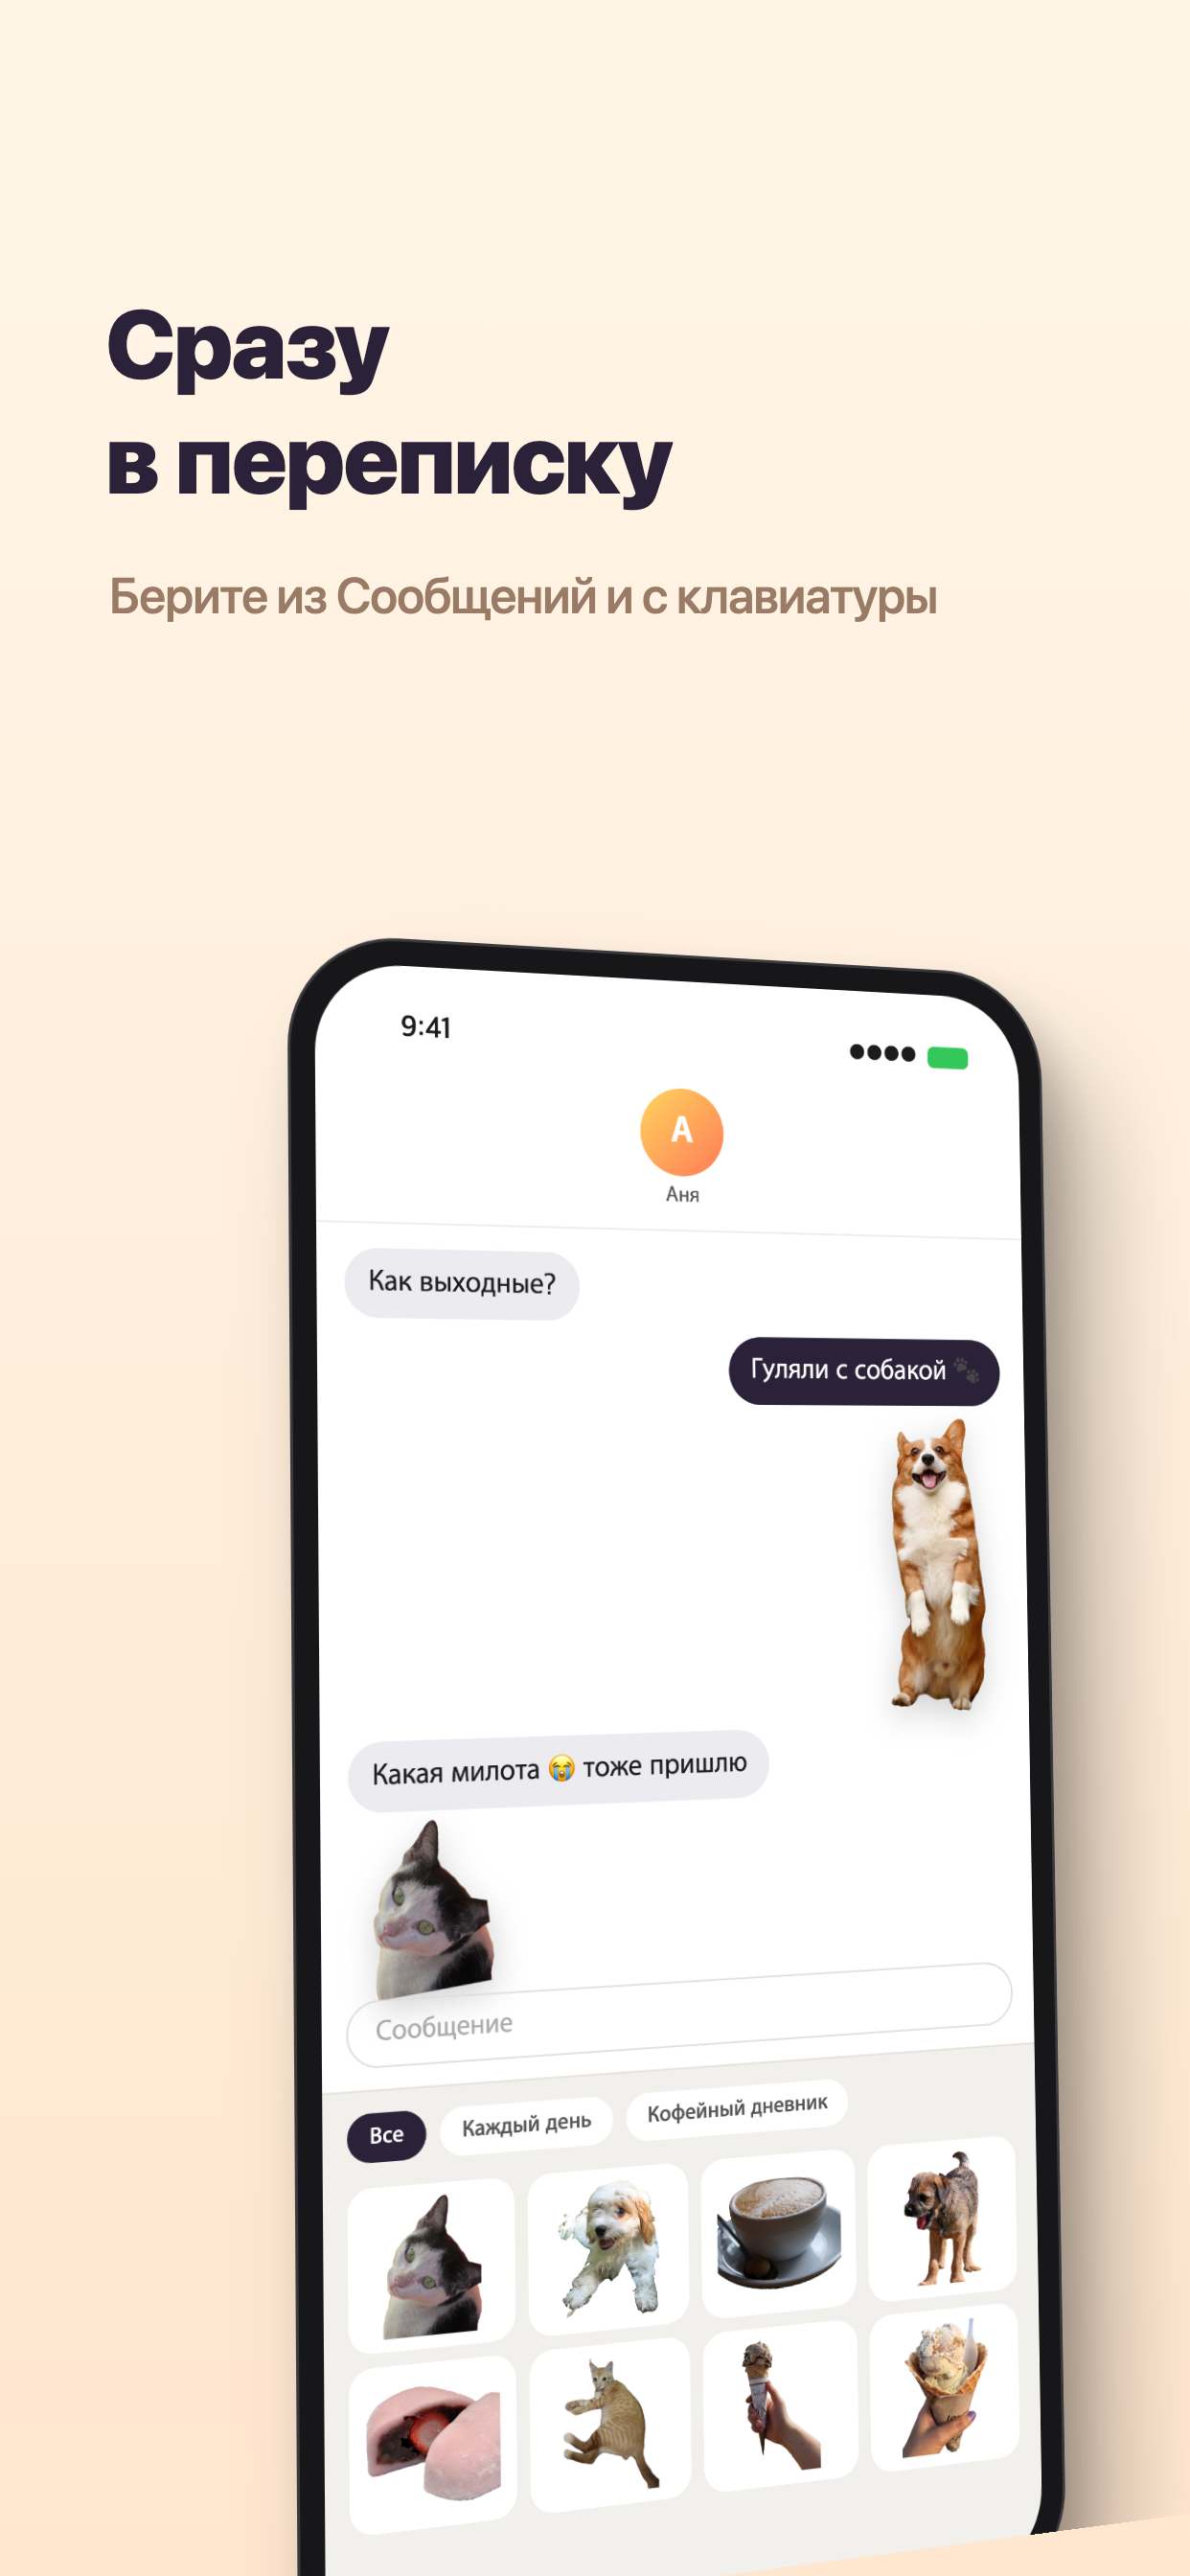 Сразу
в переписку
Берите из Сообщений и с клавиатуры
9:41
А
Аня
Как выходные?
Гуляли с собакой 🐾
Какая милота 😭 тоже пришлю
Сообщение
Все
Каждый день
Кофейный дневник